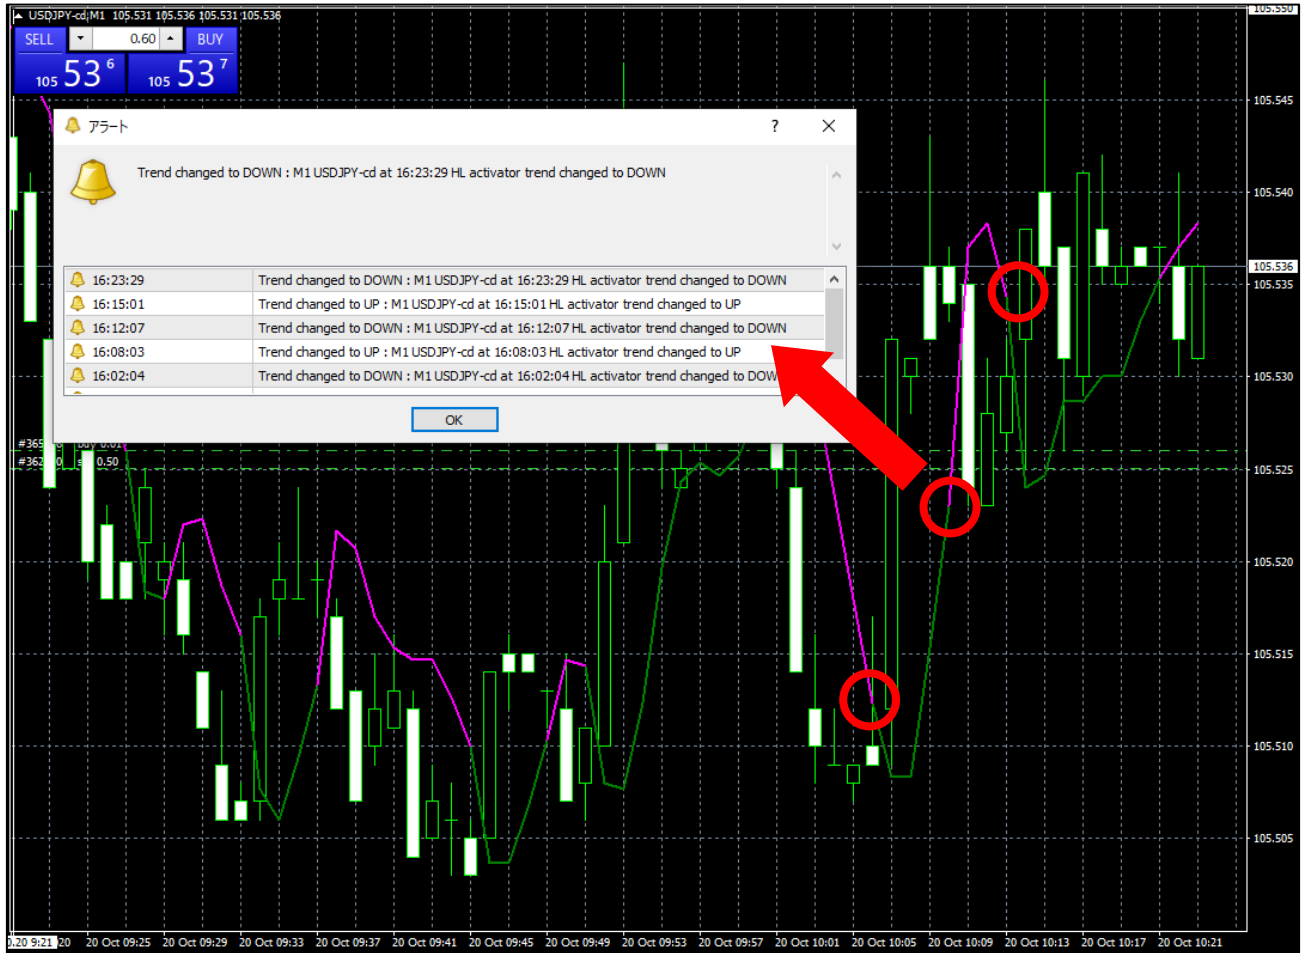 USDJPY-cd,M1 105.531 105.536 105.531 105.536
SELL 0.60 BUY
105 53 6 105 53 7
アラート ? ×
Trend changed to DOWN : M1 USDJPY-cd at 16:23:29 HL activator trend changed to DOWN
16:23:29 Trend changed to DOWN : M1 USDJPY-cd at 16:23:29 HL activator trend changed to DOWN
16:15:01 Trend changed to UP : M1 USDJPY-cd at 16:15:01 HL activator trend changed to UP
16:12:07 Trend changed to DOWN : M1 USDJPY-cd at 16:12:07 HL activator trend changed to DOWN
16:08:03 Trend changed to UP : M1 USDJPY-cd at 16:08:03 HL activator trend changed to UP
16:02:04 Trend changed to DOWN : M1 USDJPY-cd at 16:02:04 HL activator trend changed to DOW
OK
buy 0.01
0.50
105.550
105.545
105.540
105.536
105.535
105.530
105.525
105.520
105.515
105.510
105.505
0.20 9:21 20 20 Oct 09:25 20 Oct 09:29 20 Oct 09:33 20 Oct 09:37 20 Oct 09:41 20 Oct 09:45 20 Oct 09:49 20 Oct 09:53 20 Oct 09:57 20 Oct 10:01 20 Oct 10:05 20 Oct 10:09 20 Oct 10:13 20 Oct 10:17 20 Oct 10:21